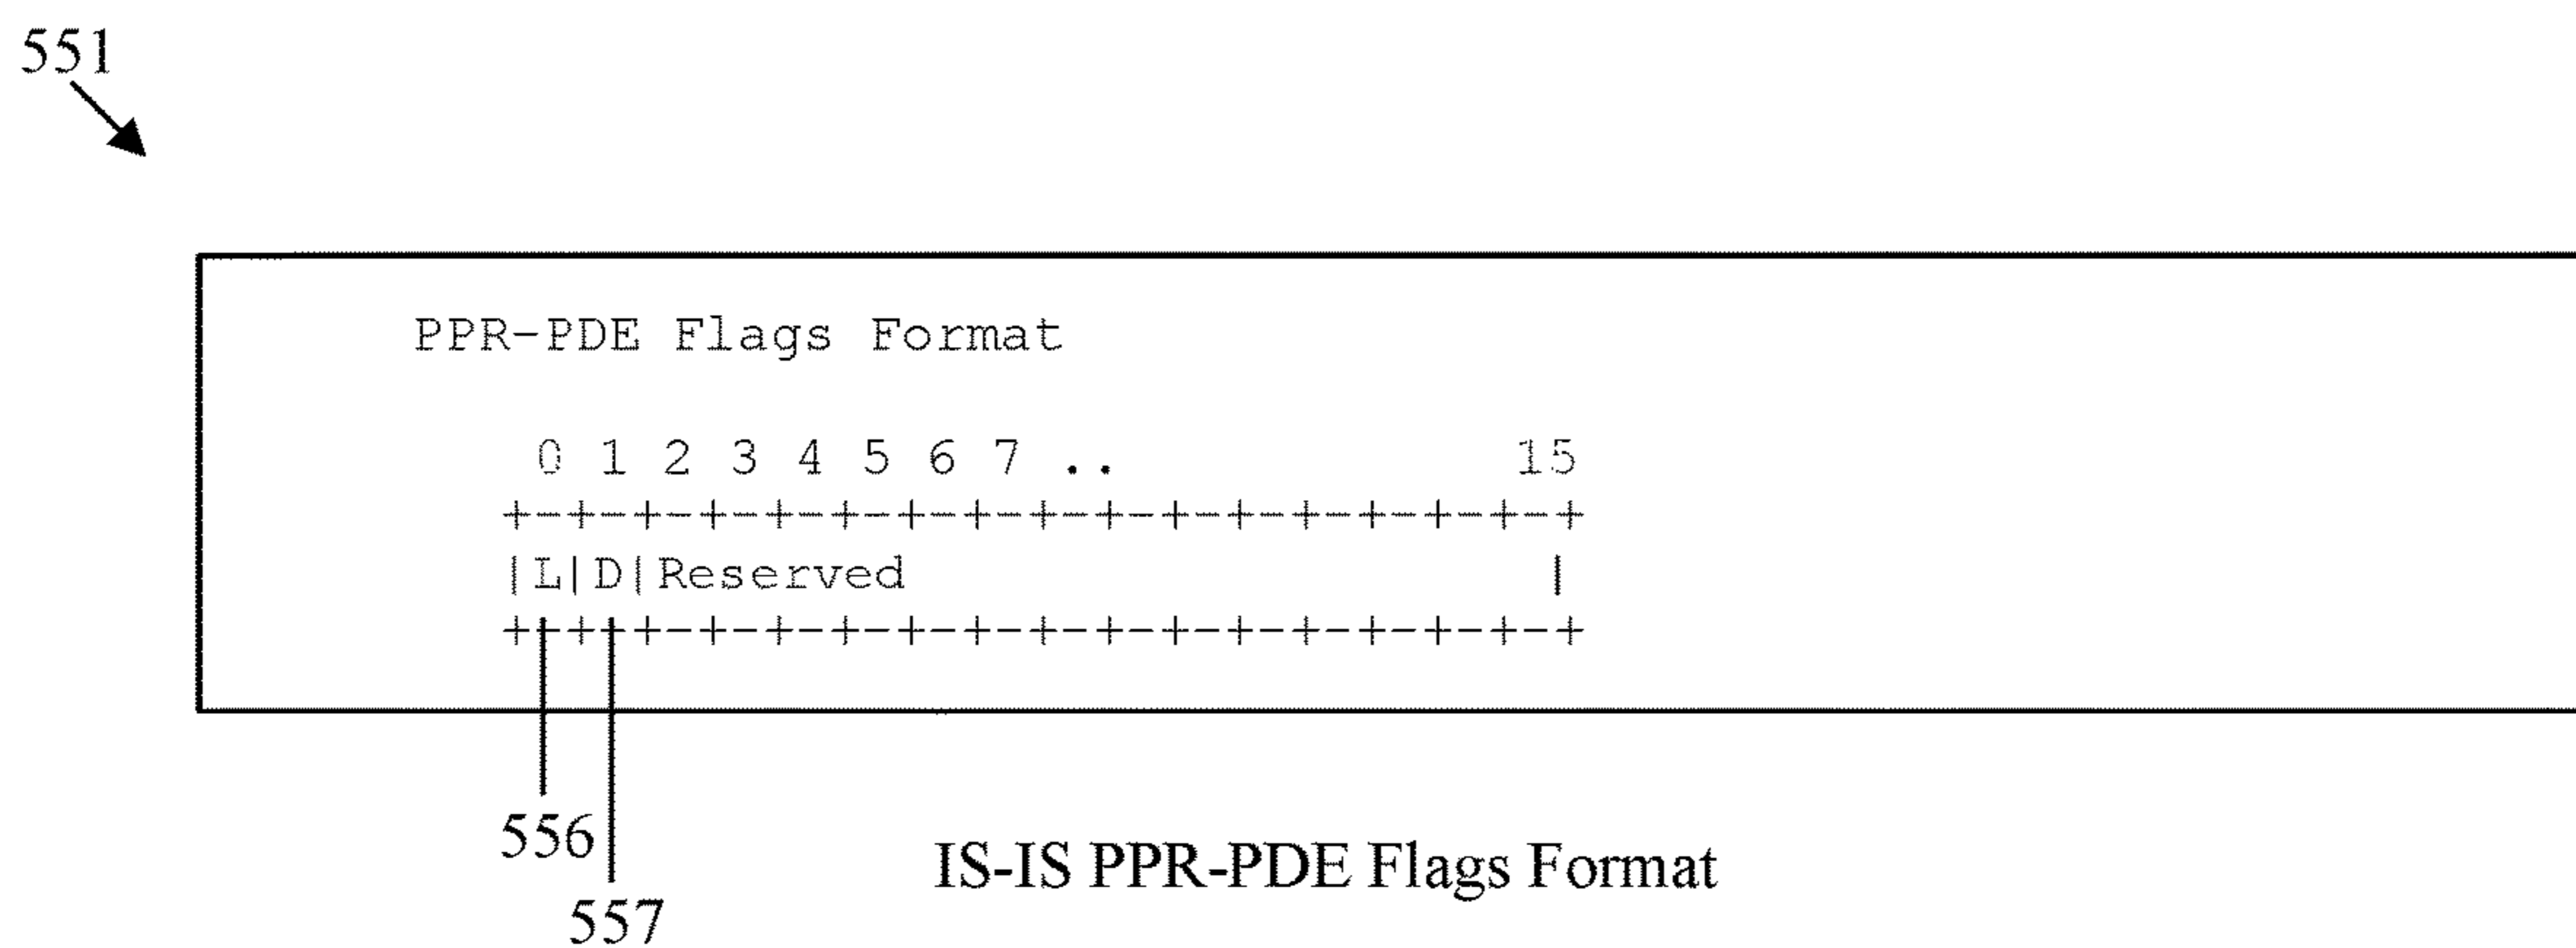 551
PPR-PDE Flags Format
0 1 2 3 4 5 6 7 .. 15
+-+-+-+-+-+-+-+-+-+-+-+-+-+-+-+-+
|L|D|Reserved |
+-+-+-+-+-+-+-+-+-+-+-+-+-+-+-+-+
556
557
IS-IS PPR-PDE Flags Format